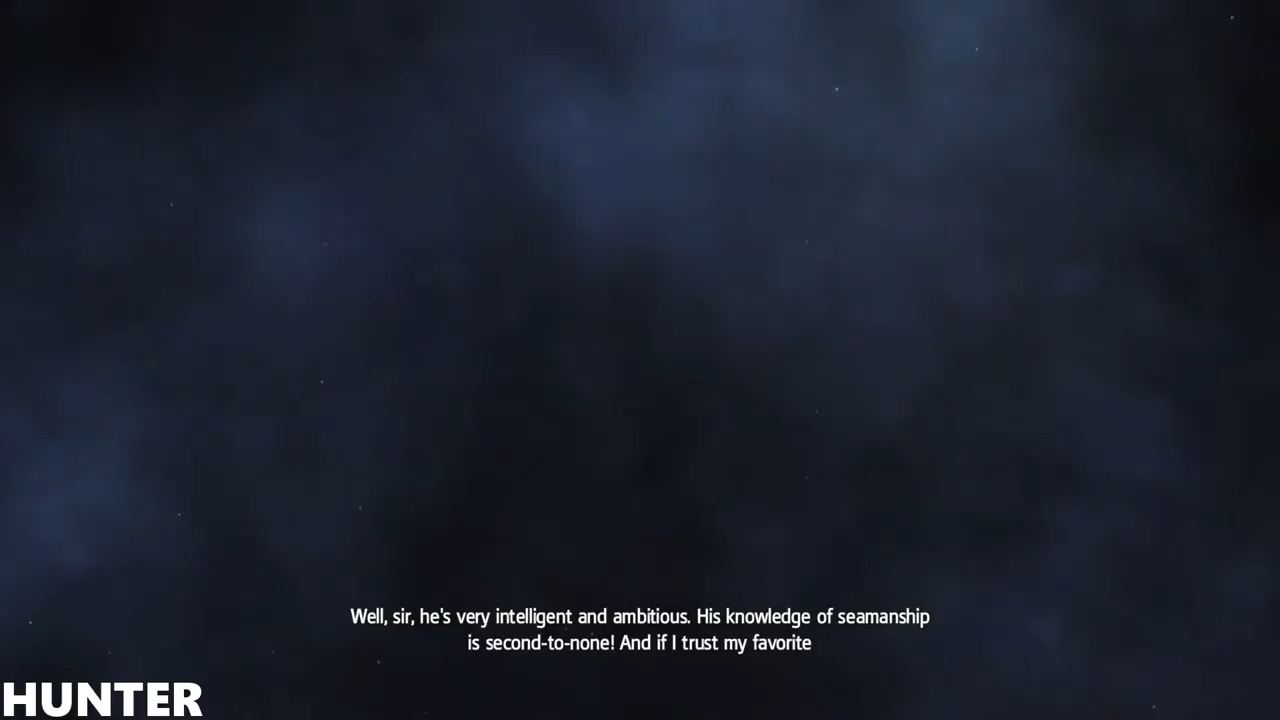 Well, sir, he's very intelligent and ambitious. His knowledge of seamanship
is second-to-none! And if I trust my favorite
HUNTER